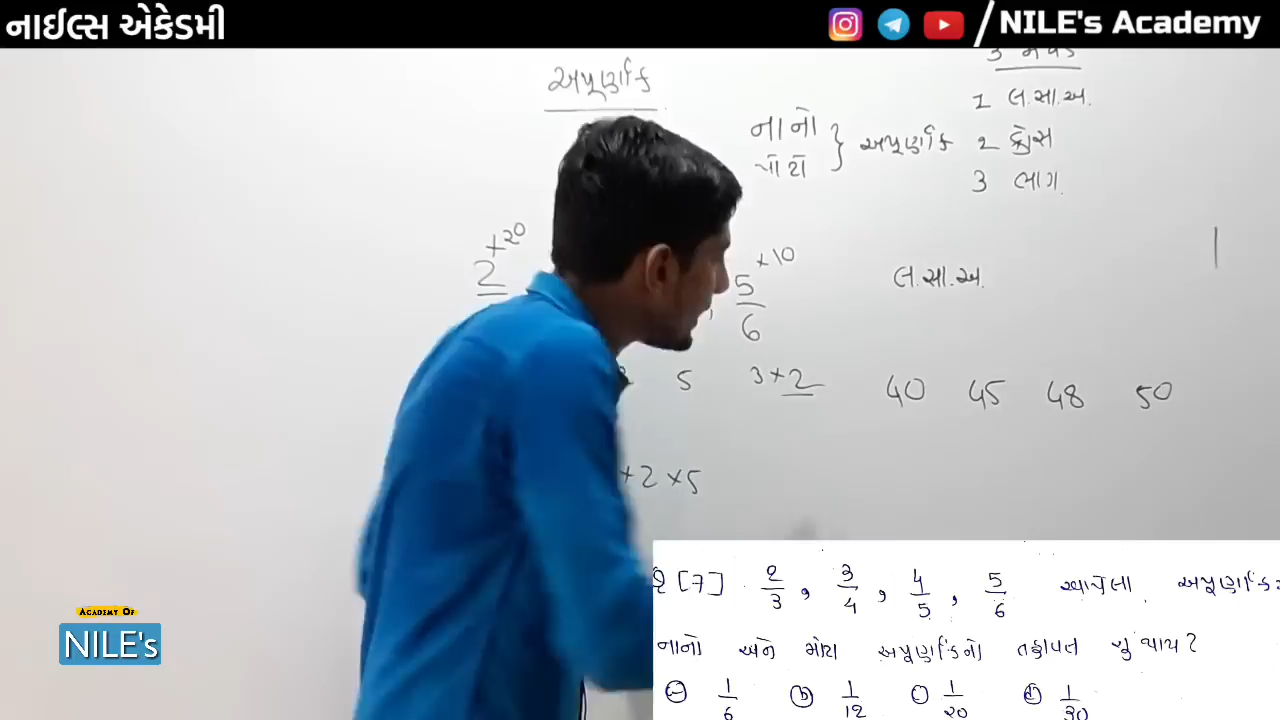 નાઈલ્સ એકેડમી
/ NILE's Academy
અપૂર્ણાંક
1 લ.સા.અ.
નાનો
મોટો } અપૂર્ણાંક
2 ક્રોસ
3 ભાગ
2 ×20
5/6 ×10
લ.સા.અ.
5 3×2 40 45 48 50
×2×5
[7] 2/3 , 3/4 , 4/5 , 5/6 આપેલા અપૂર્ણાંક
નાનો અને મોટા અપૂર્ણાંકનો તફાવત શું થાય?
1/6 (b) 1/12 (c) 1/20 (d) 1/30
ACADEMY OF
NILE's